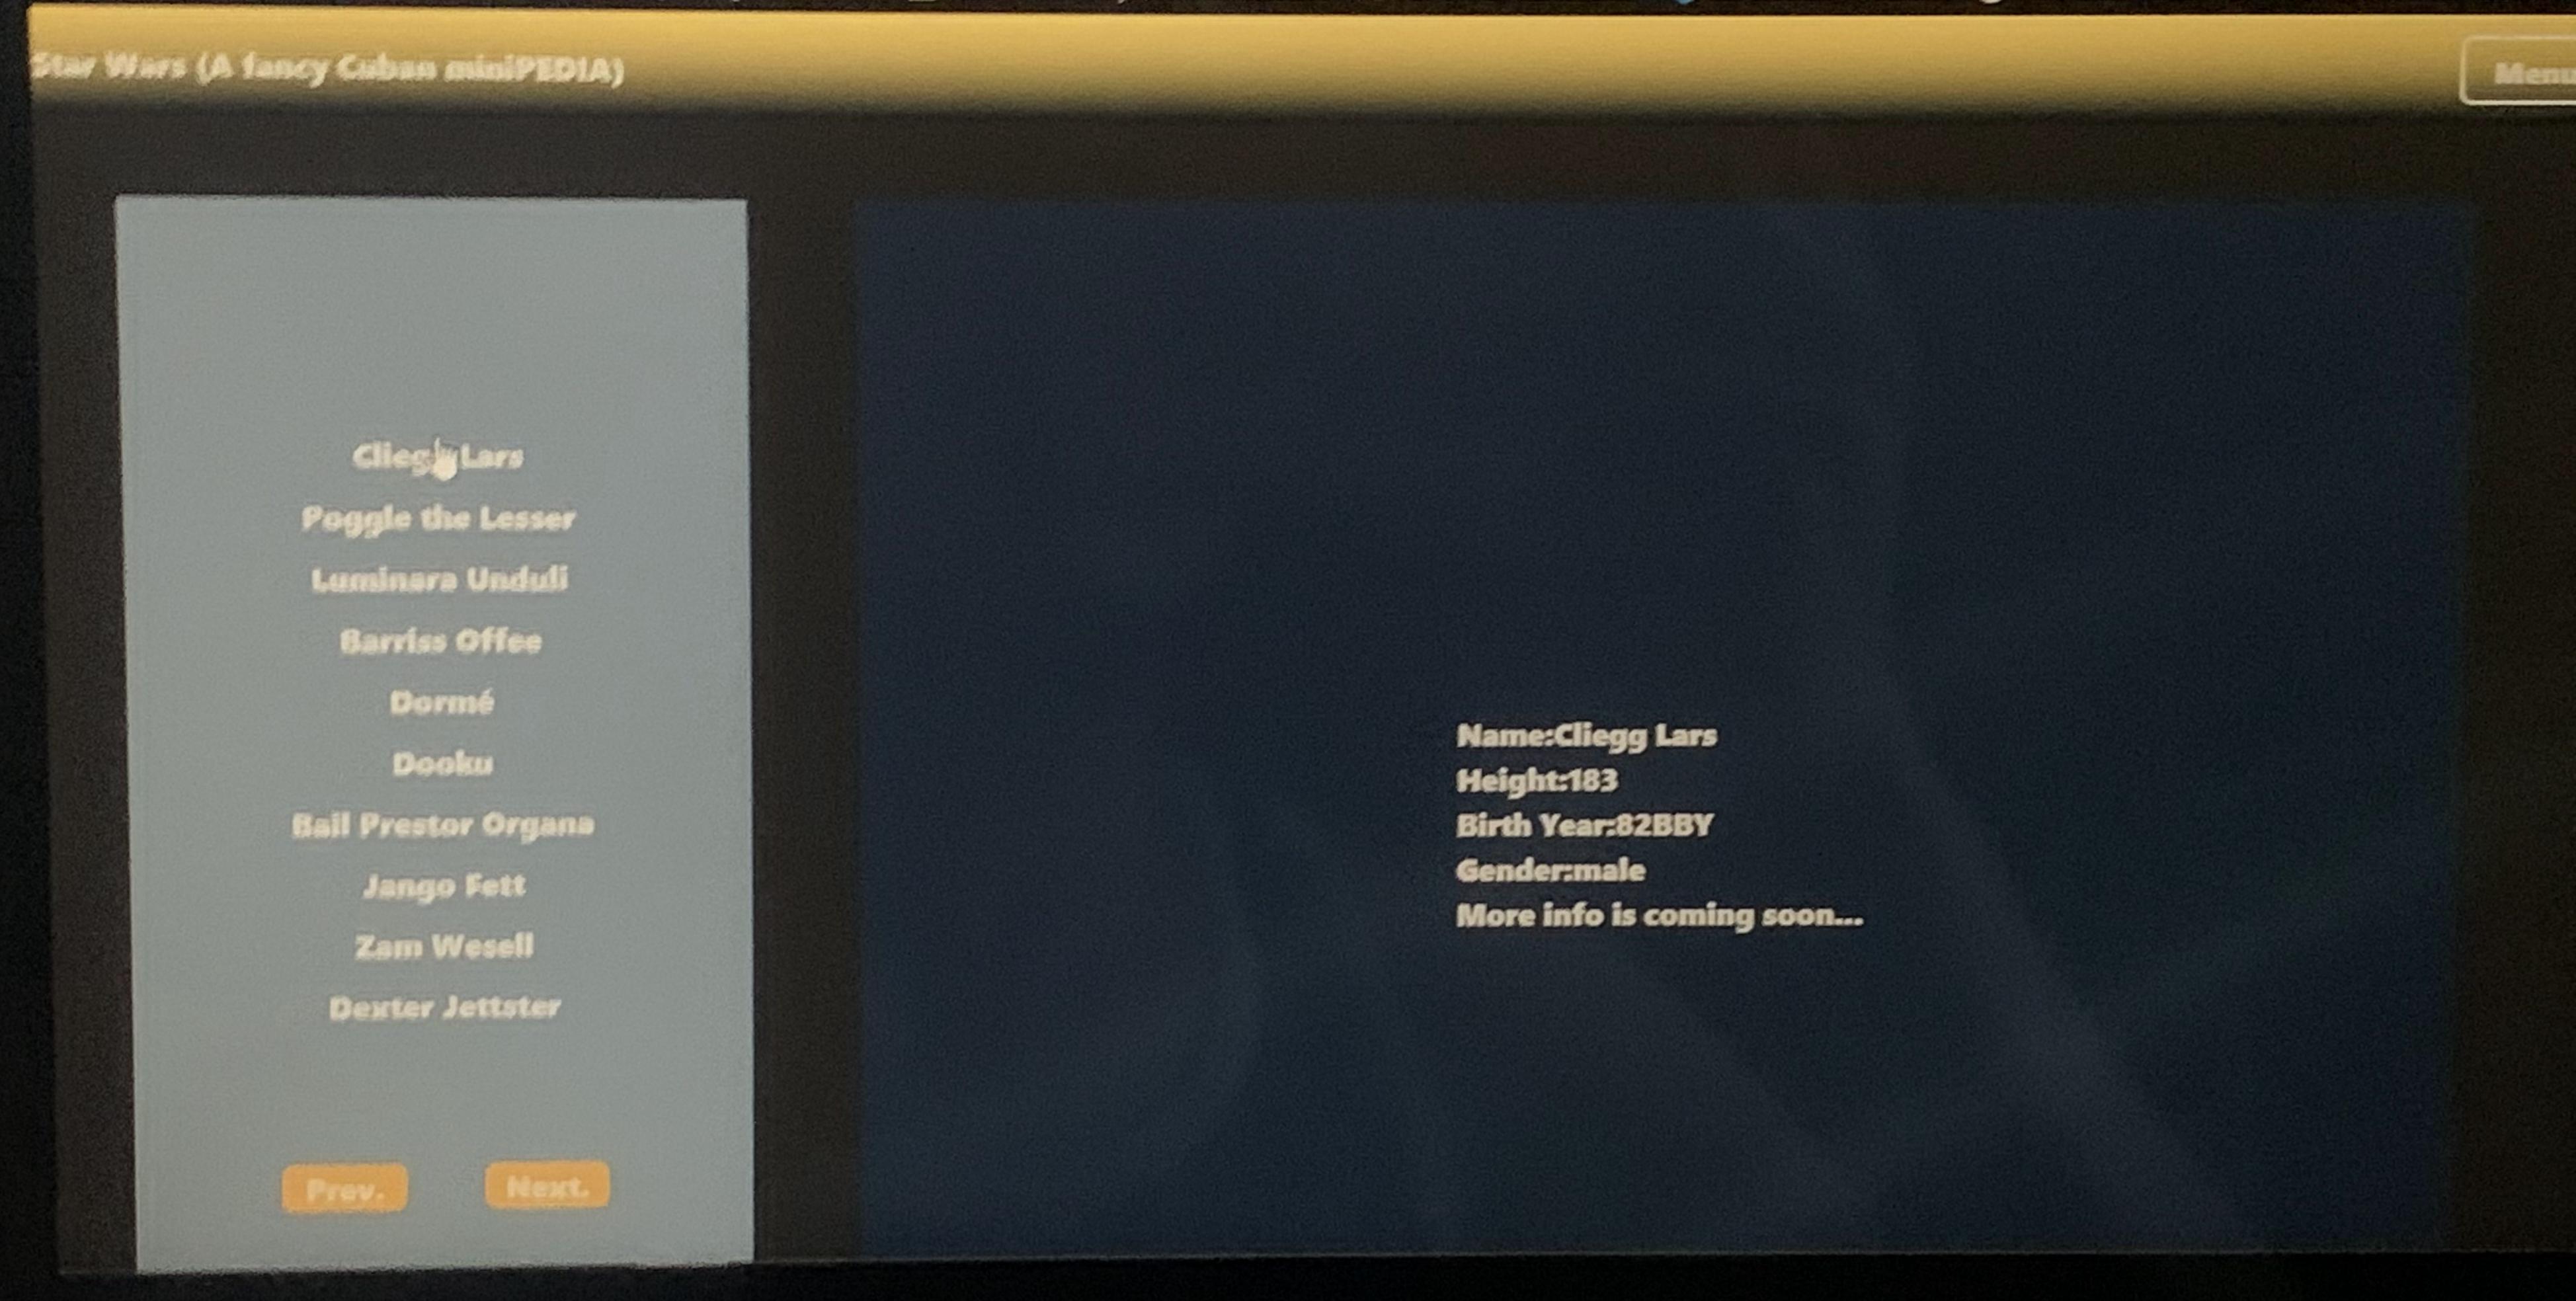 Star Wars (A fancy Cuban miniPEDIA)
Menu
Cliegg Lars
Poggle the Lesser
Luminara Unduli
Barriss Offee
Dormé
Dooku
Bail Prestor Organa
Jango Fett
Zam Wesell
Dexter Jettster
Prev.
Next.
Name:Cliegg Lars
Height:183
Birth Year:82BBY
Gender:male
More info is coming soon...